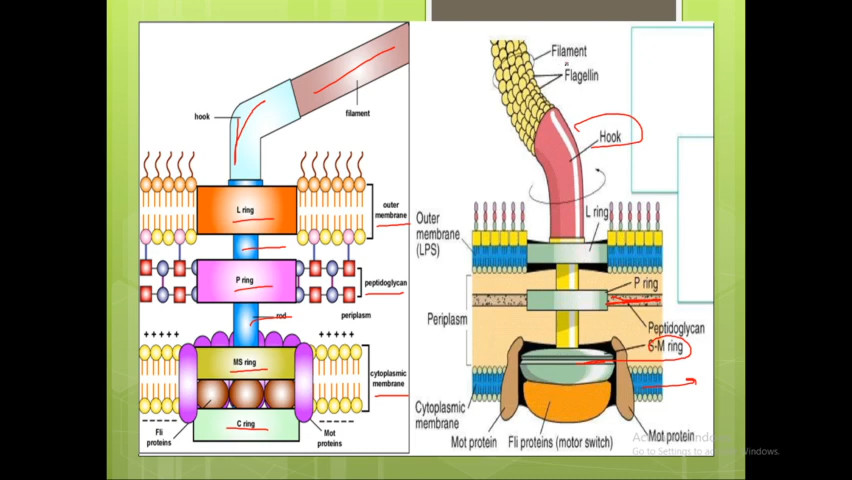 hook
filament
L ring
outer
membrane
P ring
peptidoglycan
rod
periplasm
+ + + + +
+ + + + +
MS ring
cytoplasmic
membrane
C ring
Fli
proteins
Mot
proteins
Filament
Flagellin
Hook
L ring
Outer
membrane
(LPS)
P ring
Periplasm
Peptidoglycan
S-M ring
Cytoplasmic
membrane
Mot protein
Fli proteins (motor switch)
Mot protein
Go to Settings to
Windows.